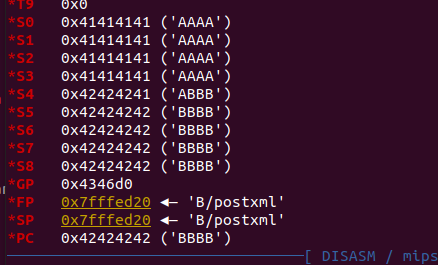 *T9 0x0
*S0 0x41414141 ('AAAA')
*S1 0x41414141 ('AAAA')
*S2 0x41414141 ('AAAA')
*S3 0x41414141 ('AAAA')
*S4 0x42424241 ('ABBB')
*S5 0x42424242 ('BBBB')
*S6 0x42424242 ('BBBB')
*S7 0x42424242 ('BBBB')
*S8 0x42424242 ('BBBB')
*GP 0x4346d0
*FP 0x7fffed20 ◂— 'B/postxml'
*SP 0x7fffed20 ◂— 'B/postxml'
*PC 0x42424242 ('BBBB')
[ DISASM / mips